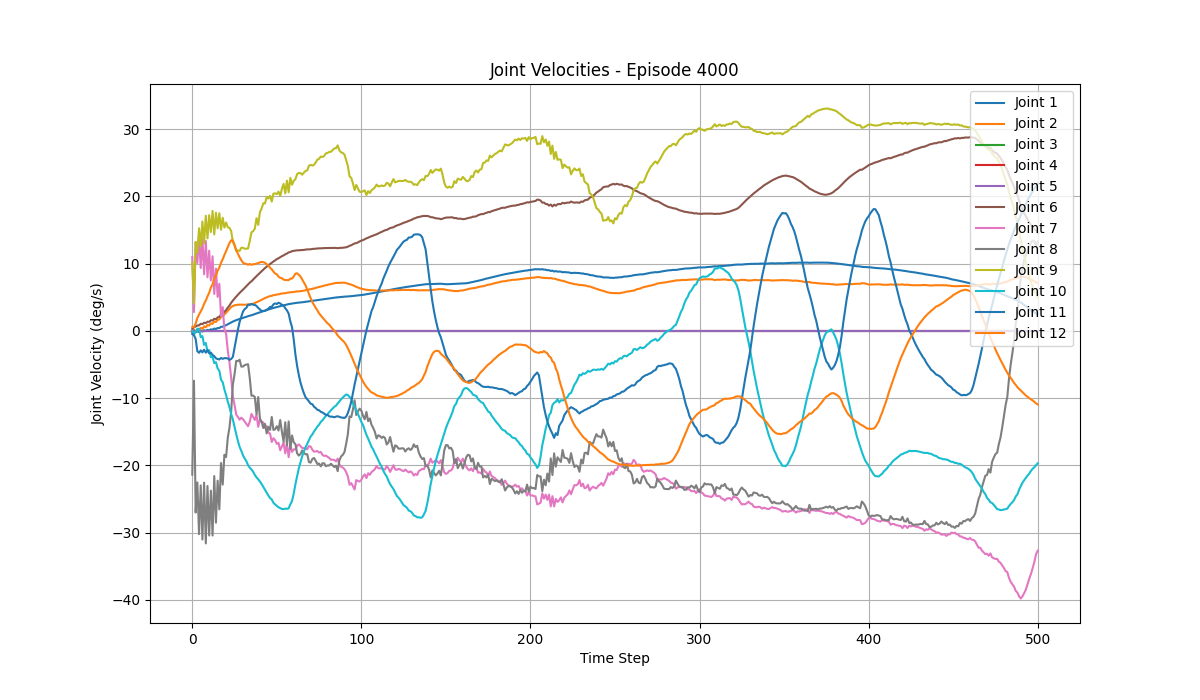 Joint Velocities - Episode 4000
Joint Velocity (deg/s)
30
20
10
0
−10
−20
−30
−40
0
100
200
300
400
500
Time Step
Joint 1
Joint 2
Joint 3
Joint 4
Joint 5
Joint 6
Joint 7
Joint 8
Joint 9
Joint 10
Joint 11
Joint 12